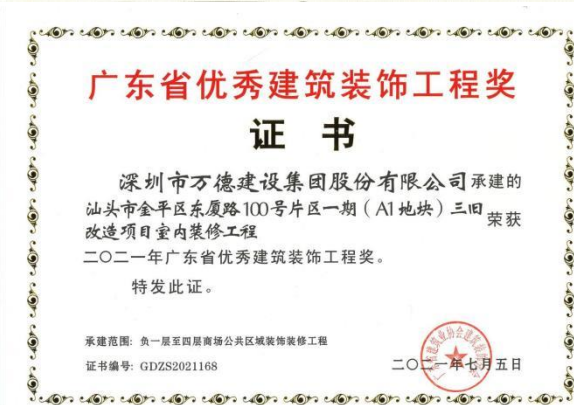 广东省优秀建筑装饰工程奖
证书
深圳市万德建设集团股份有限公司承建的
汕头市金平区东厦路100号片区一期（A1地块）三旧
改造项目室内装修工程
荣获
二〇二一年广东省优秀建筑装饰工程奖。
特发此证。
承建范围: 负一层至四层商场公共区域装饰装修工程
证书编号: GDZS2021168
二〇二一年七月五日